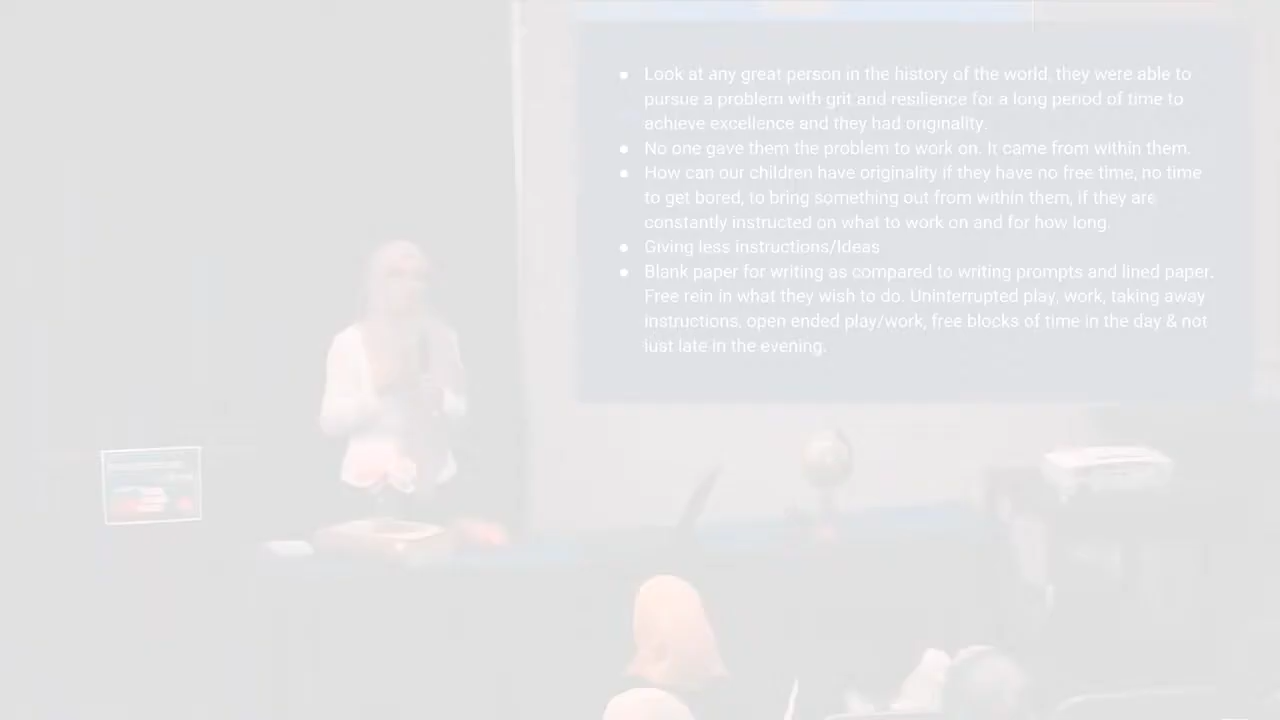 ● Look at any great person in the history of the world, they were able to
pursue a problem with grit and resilience for a long period of time to
achieve excellence and they had originality.
● No one gave them the problem to work on. It came from within them.
● How can our children have originality if they have no free time, no time
to get bored, to bring something out from within them, if they are
constantly instructed on what to work on and for how long.
● Giving less instructions/Ideas
● Blank paper for writing as compared to writing prompts and lined paper.
Free rein in what they wish to do. Uninterrupted play, work, taking away
instructions, open ended play/work, free blocks of time in the day & not
just late in the evening.